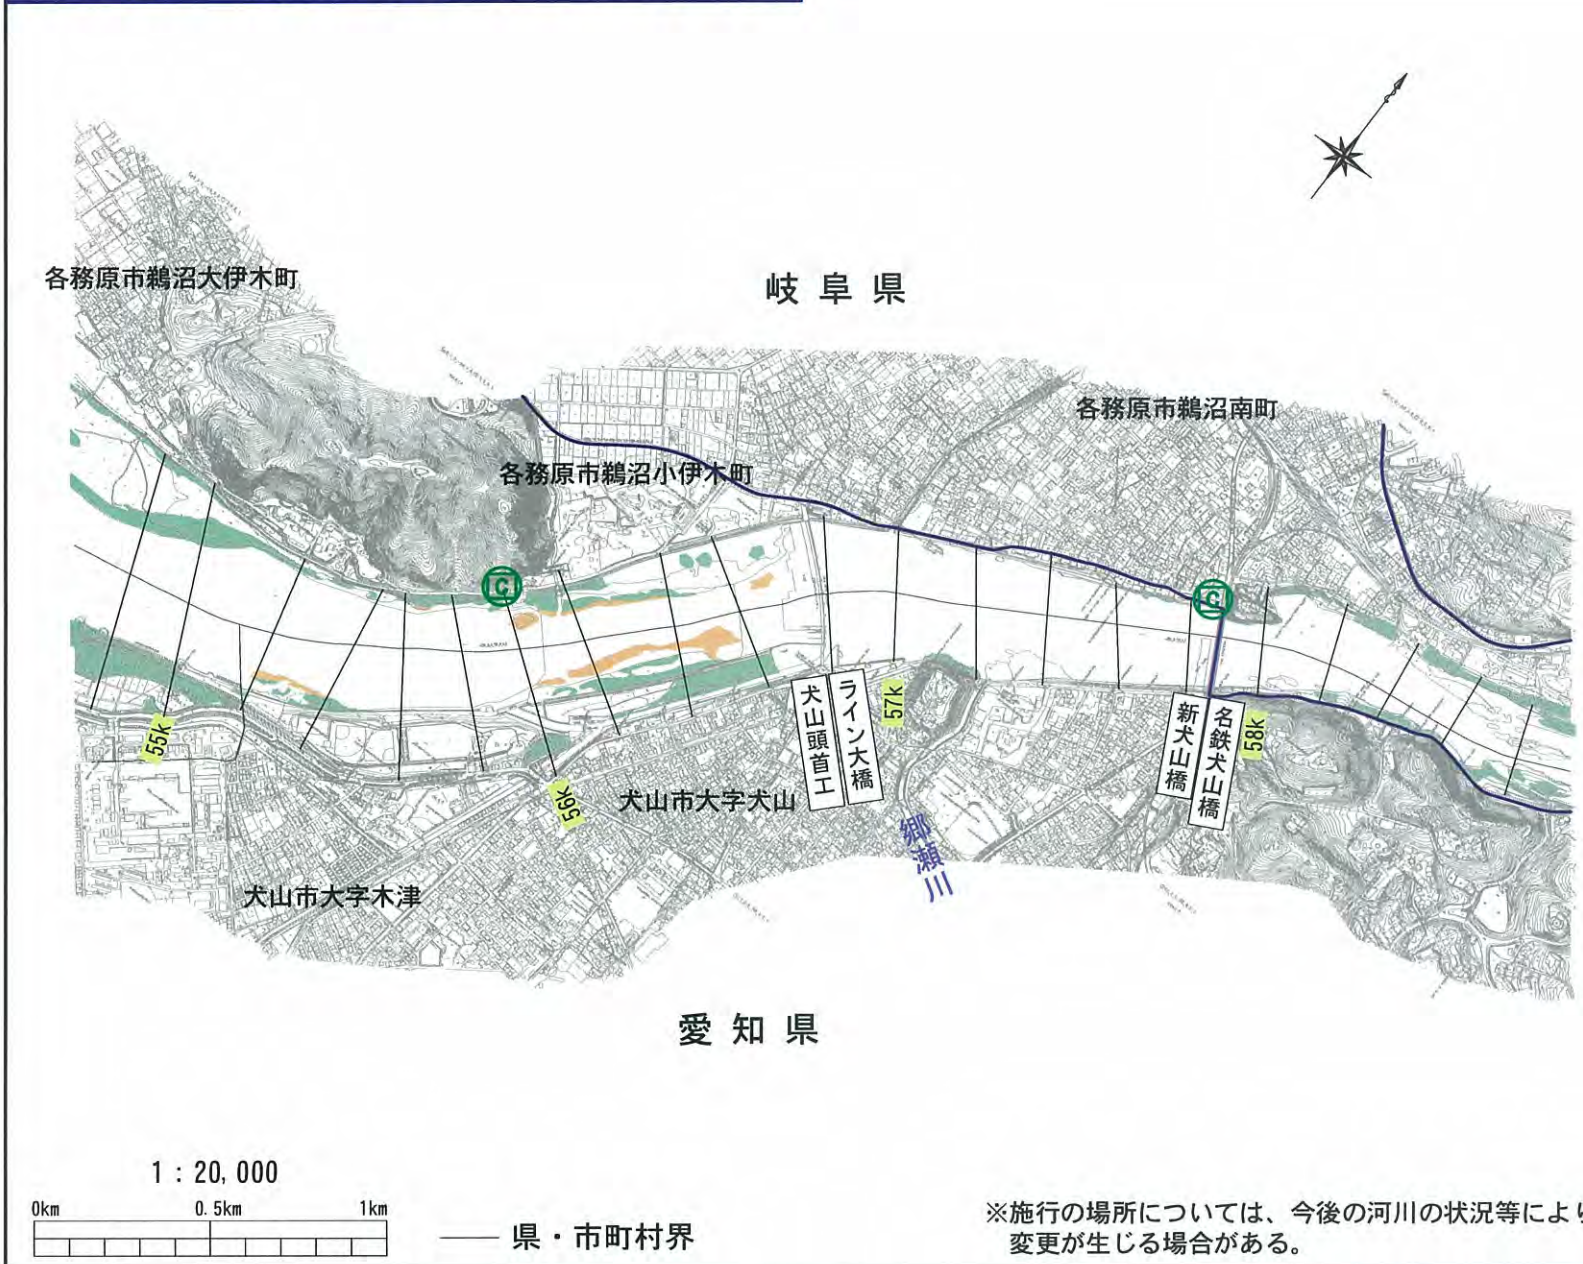 各務原市鵜沼大伊木町
岐阜県
各務原市鵜沼南町
各務原市鵜沼小伊木町
C
C
55k
56k
57k
58k
犬山頭首工
ライン大橋
新犬山橋
名鉄犬山橋
犬山市大字犬山
郷瀬川
犬山市大字木津
愛知県
1 : 20,000
0km 0.5km 1km
県・市町村界
※施行の場所については、今後の河川の状況等により
変更が生じる場合がある。